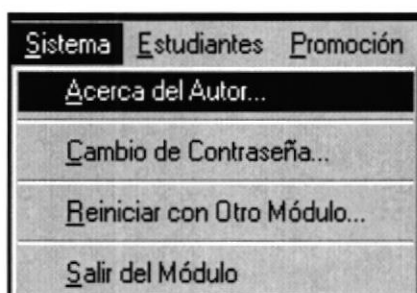 Sistema Estudiantes Promoción
Acerca del Autor...
Cambio de Contraseña...
Reiniciar con Otro Módulo...
Salir del Módulo